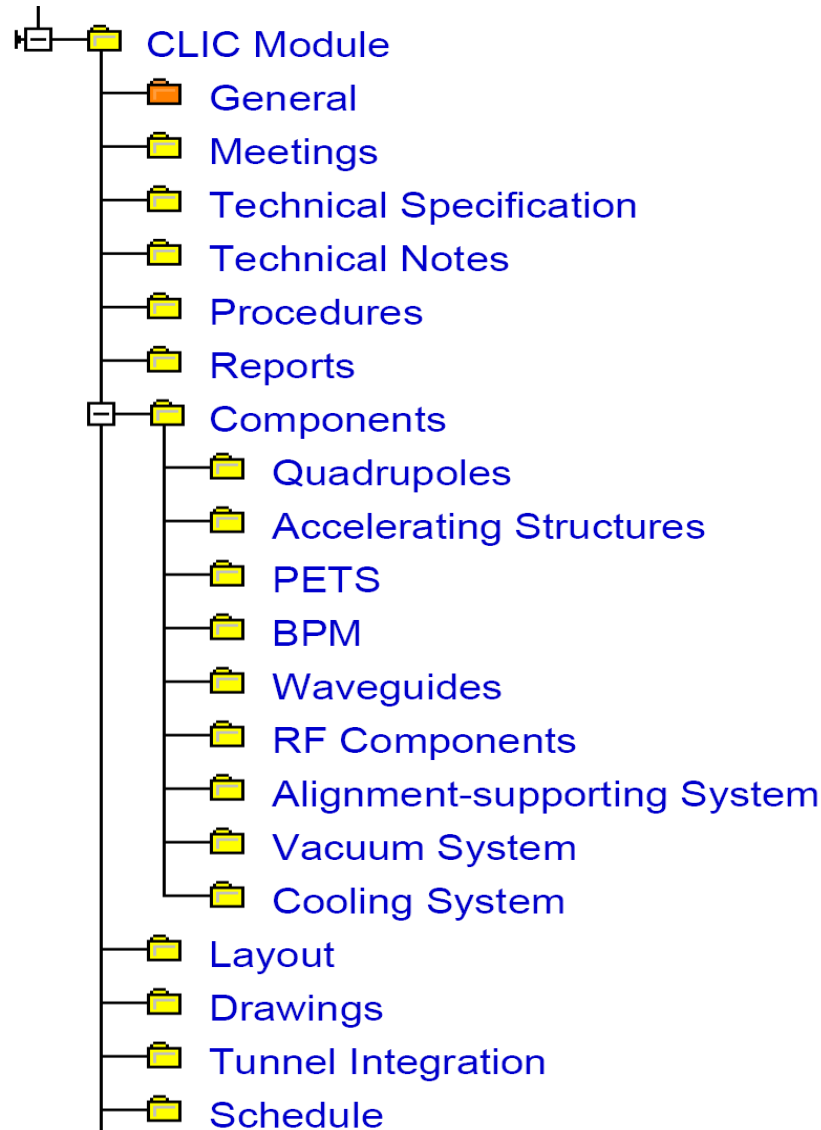 CLIC Module
General
Meetings
Technical Specification
Technical Notes
Procedures
Reports
Components
Quadrupoles
Accelerating Structures
PETS
BPM
Waveguides
RF Components
Alignment-supporting System
Vacuum System
Cooling System
Layout
Drawings
Tunnel Integration
Schedule